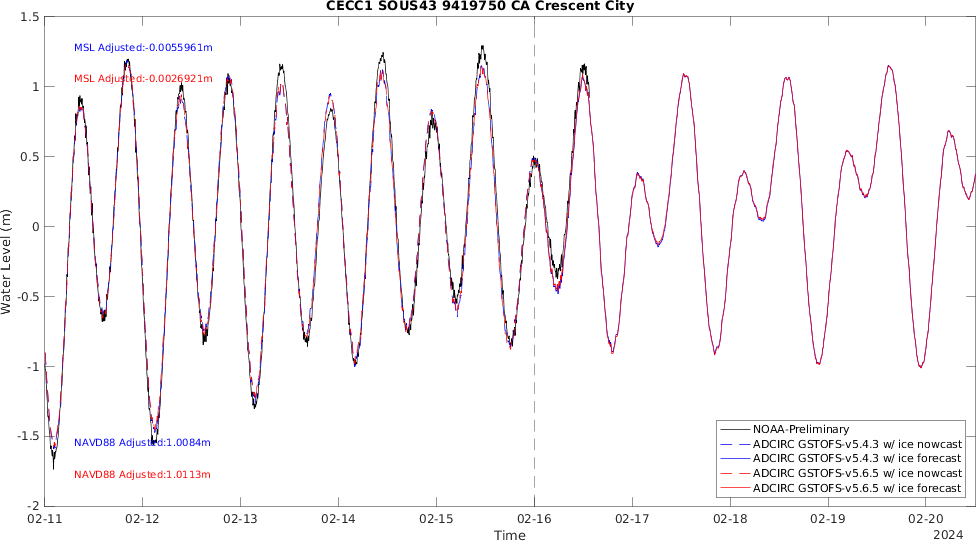 CECC1 SOUS43 9419750 CA Crescent City
1.5
1
0.5
0
-0.5
-1
-1.5
-2
Water Level (m)
MSL Adjusted:-0.0055961m
MSL Adjusted:-0.0026921m
NAVD88 Adjusted:1.0084m
NAVD88 Adjusted:1.0113m
NOAA-Preliminary
ADCIRC GSTOFS-v5.4.3 w/ ice nowcast
ADCIRC GSTOFS-v5.4.3 w/ ice forecast
ADCIRC GSTOFS-v5.6.5 w/ ice nowcast
ADCIRC GSTOFS-v5.6.5 w/ ice forecast
02-11 02-12 02-13 02-14 02-15 02-16 02-17 02-18 02-19 02-20
Time
2024